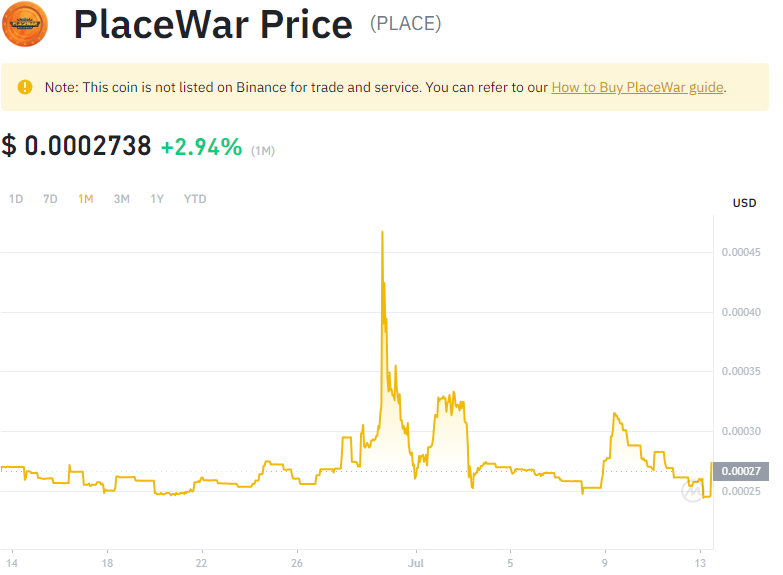 PlaceWar Price (PLACE)
Note: This coin is not listed on Binance for trade and service. You can refer to our How to Buy PlaceWar guide.
$ 0.0002738 +2.94% (1M)
1D 7D 1M 3M 1Y YTD
USD
0.00045
0.00040
0.00035
0.00030
0.00027
0.00025
14 18 22 26 Jul 5 9 13